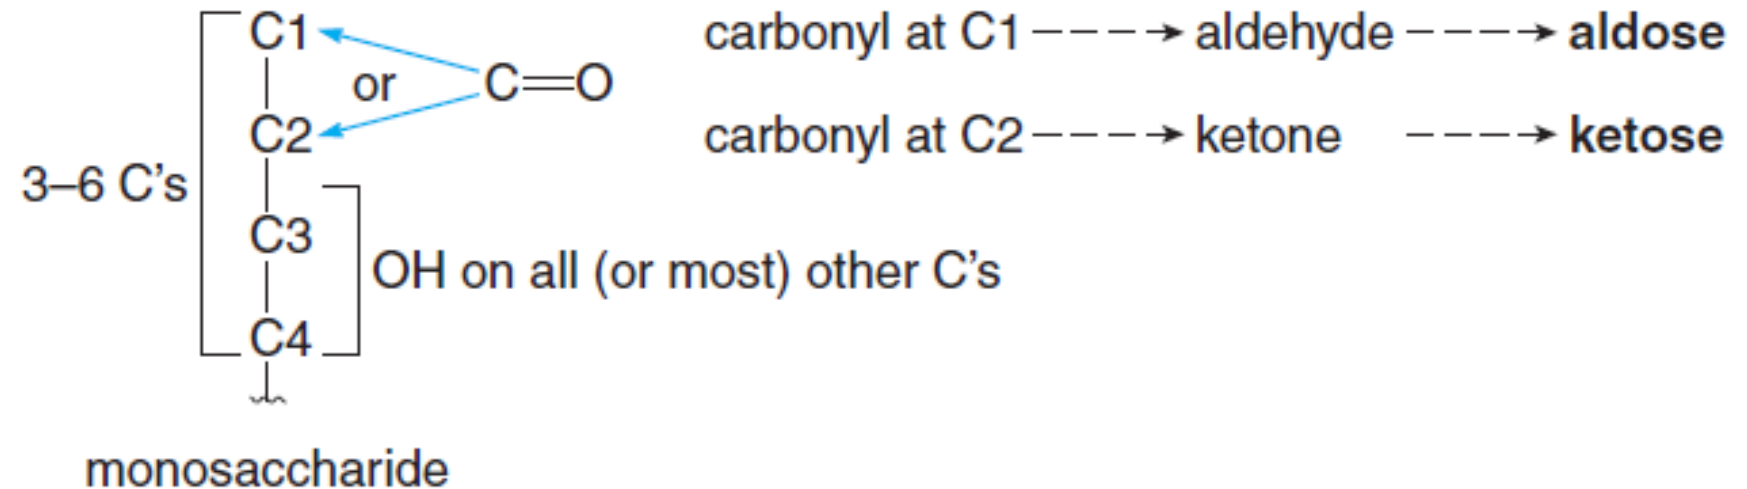 C1
or
C=O
C2
3–6 C’s
C3
OH on all (or most) other C’s
C4
monosaccharide
carbonyl at C1 aldehyde aldose
carbonyl at C2 ketone ketose